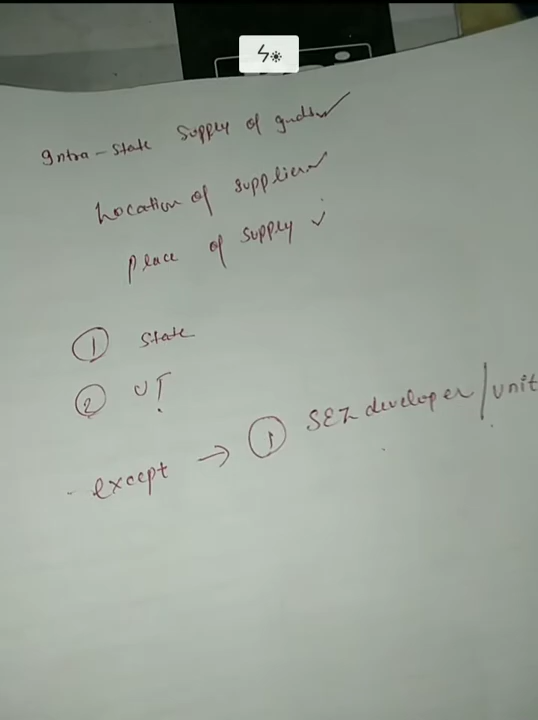 Intra-State Supply of goods
Location of supplier
place of supply
① State
② UT
except → ① SEZ developer/unit